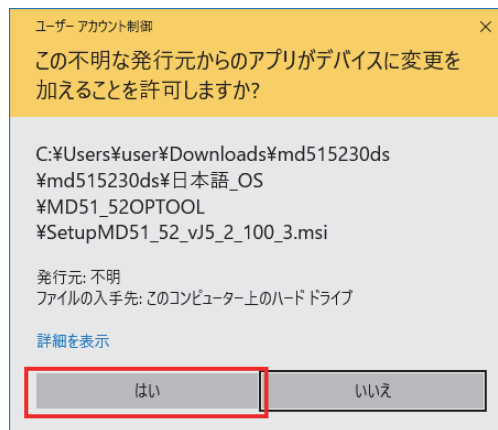 ユーザー アカウント制御
×
この不明な発行元からのアプリがデバイスに変更を
加えることを許可しますか?
C:¥Users¥user¥Downloads¥md515230ds
¥md515230ds¥日本語_OS
¥MD51_52OPTOOL
¥SetupMD51_52_vJ5_2_100_3.msi
発行元: 不明
ファイルの入手先: このコンピューター上のハード ドライブ
詳細を表示
はい
いいえ